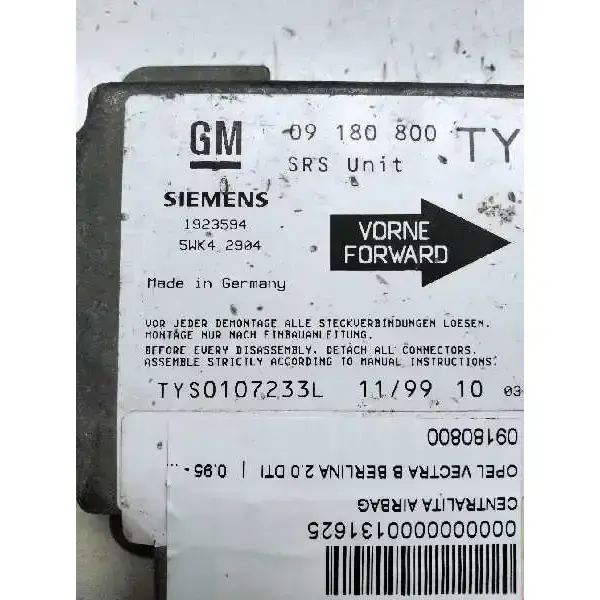 GM 09 180 800 TY
SRS Unit
SIEMENS
1923594
5WK4 2904
VORNE
FORWARD
Made in Germany
VOR JEDER DEMONTAGE ALLE STECKVERBINDUNGEN LOESEN.
MONTAGE NUR NACH EINBAUANLEITUNG.
BEFORE EVERY DISASSEMBLY, DETACH ALL CONNECTORS.
ASSEMBLE STRICTLY ACCORDING TO MANUAL INSTRUCTIONS.
TYS0107233L 11/99 10 03
000000000131625
CENTRALITA AIRBAG
OPEL VECTRA B BERLINA 2.0 DTI | 0.95 - ...
09180800